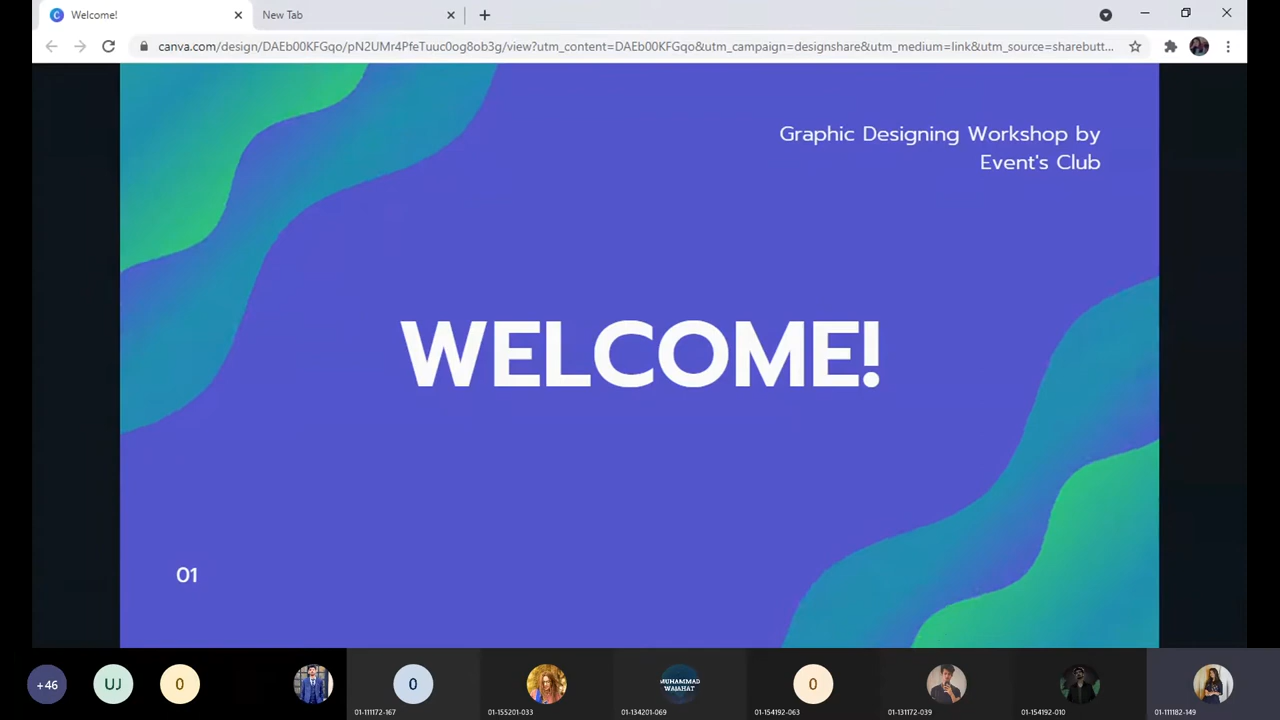 Welcome!
New Tab
canva.com/design/DAEb00KFGqo/pN2UMr4PfeTuuc0og8ob3g/view?utm_content=DAEb00KFGqo&utm_campaign=designshare&utm_medium=link&utm_source=sharebutt...
Graphic Designing Workshop by
Event's Club
WELCOME!
01
+46
UJ
0
0
MUHAMMAD
WAJAHAT
0
01-111172-167
01-155201-033
01-134201-069
01-154192-063
01-131172-039
01-154192-010
01-111182-149